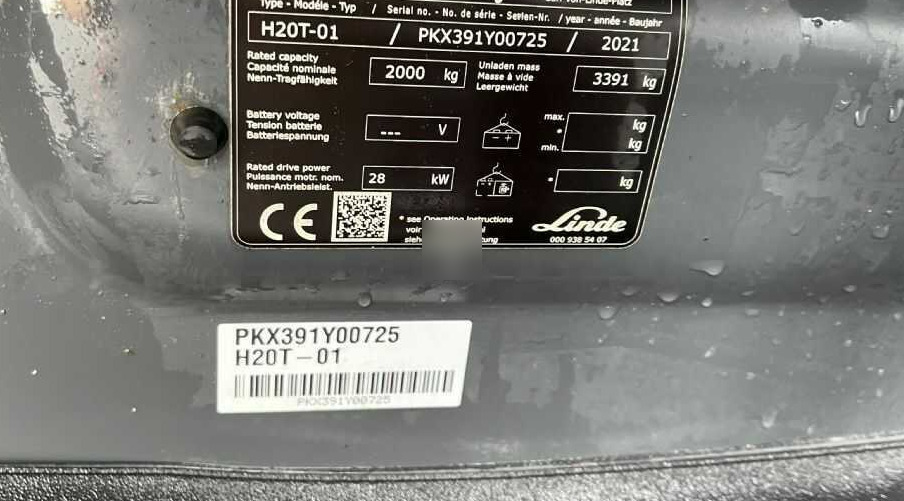 Type - Modèle - Typ / Serial no. - No. de série - Serien-Nr. / year - année - Baujahr
H20T-01 / PKX391Y00725 / 2021
Rated capacity
Capacité nominale
Nenn-Tragfähigkeit
2000 kg
Unladen mass
Masse à vide
Leergewicht
3391 kg
Battery voltage
Tension batterie
Batteriespannung
--- V
max.
* kg
min.
kg
Rated drive power
Puissance motr. nom.
Nenn-Antriebsleist.
28 kW
* kg
CE
* see Operating Instructions
Linde
000 938 54 07
PKX391Y00725
H20T-01
PKX391Y00725